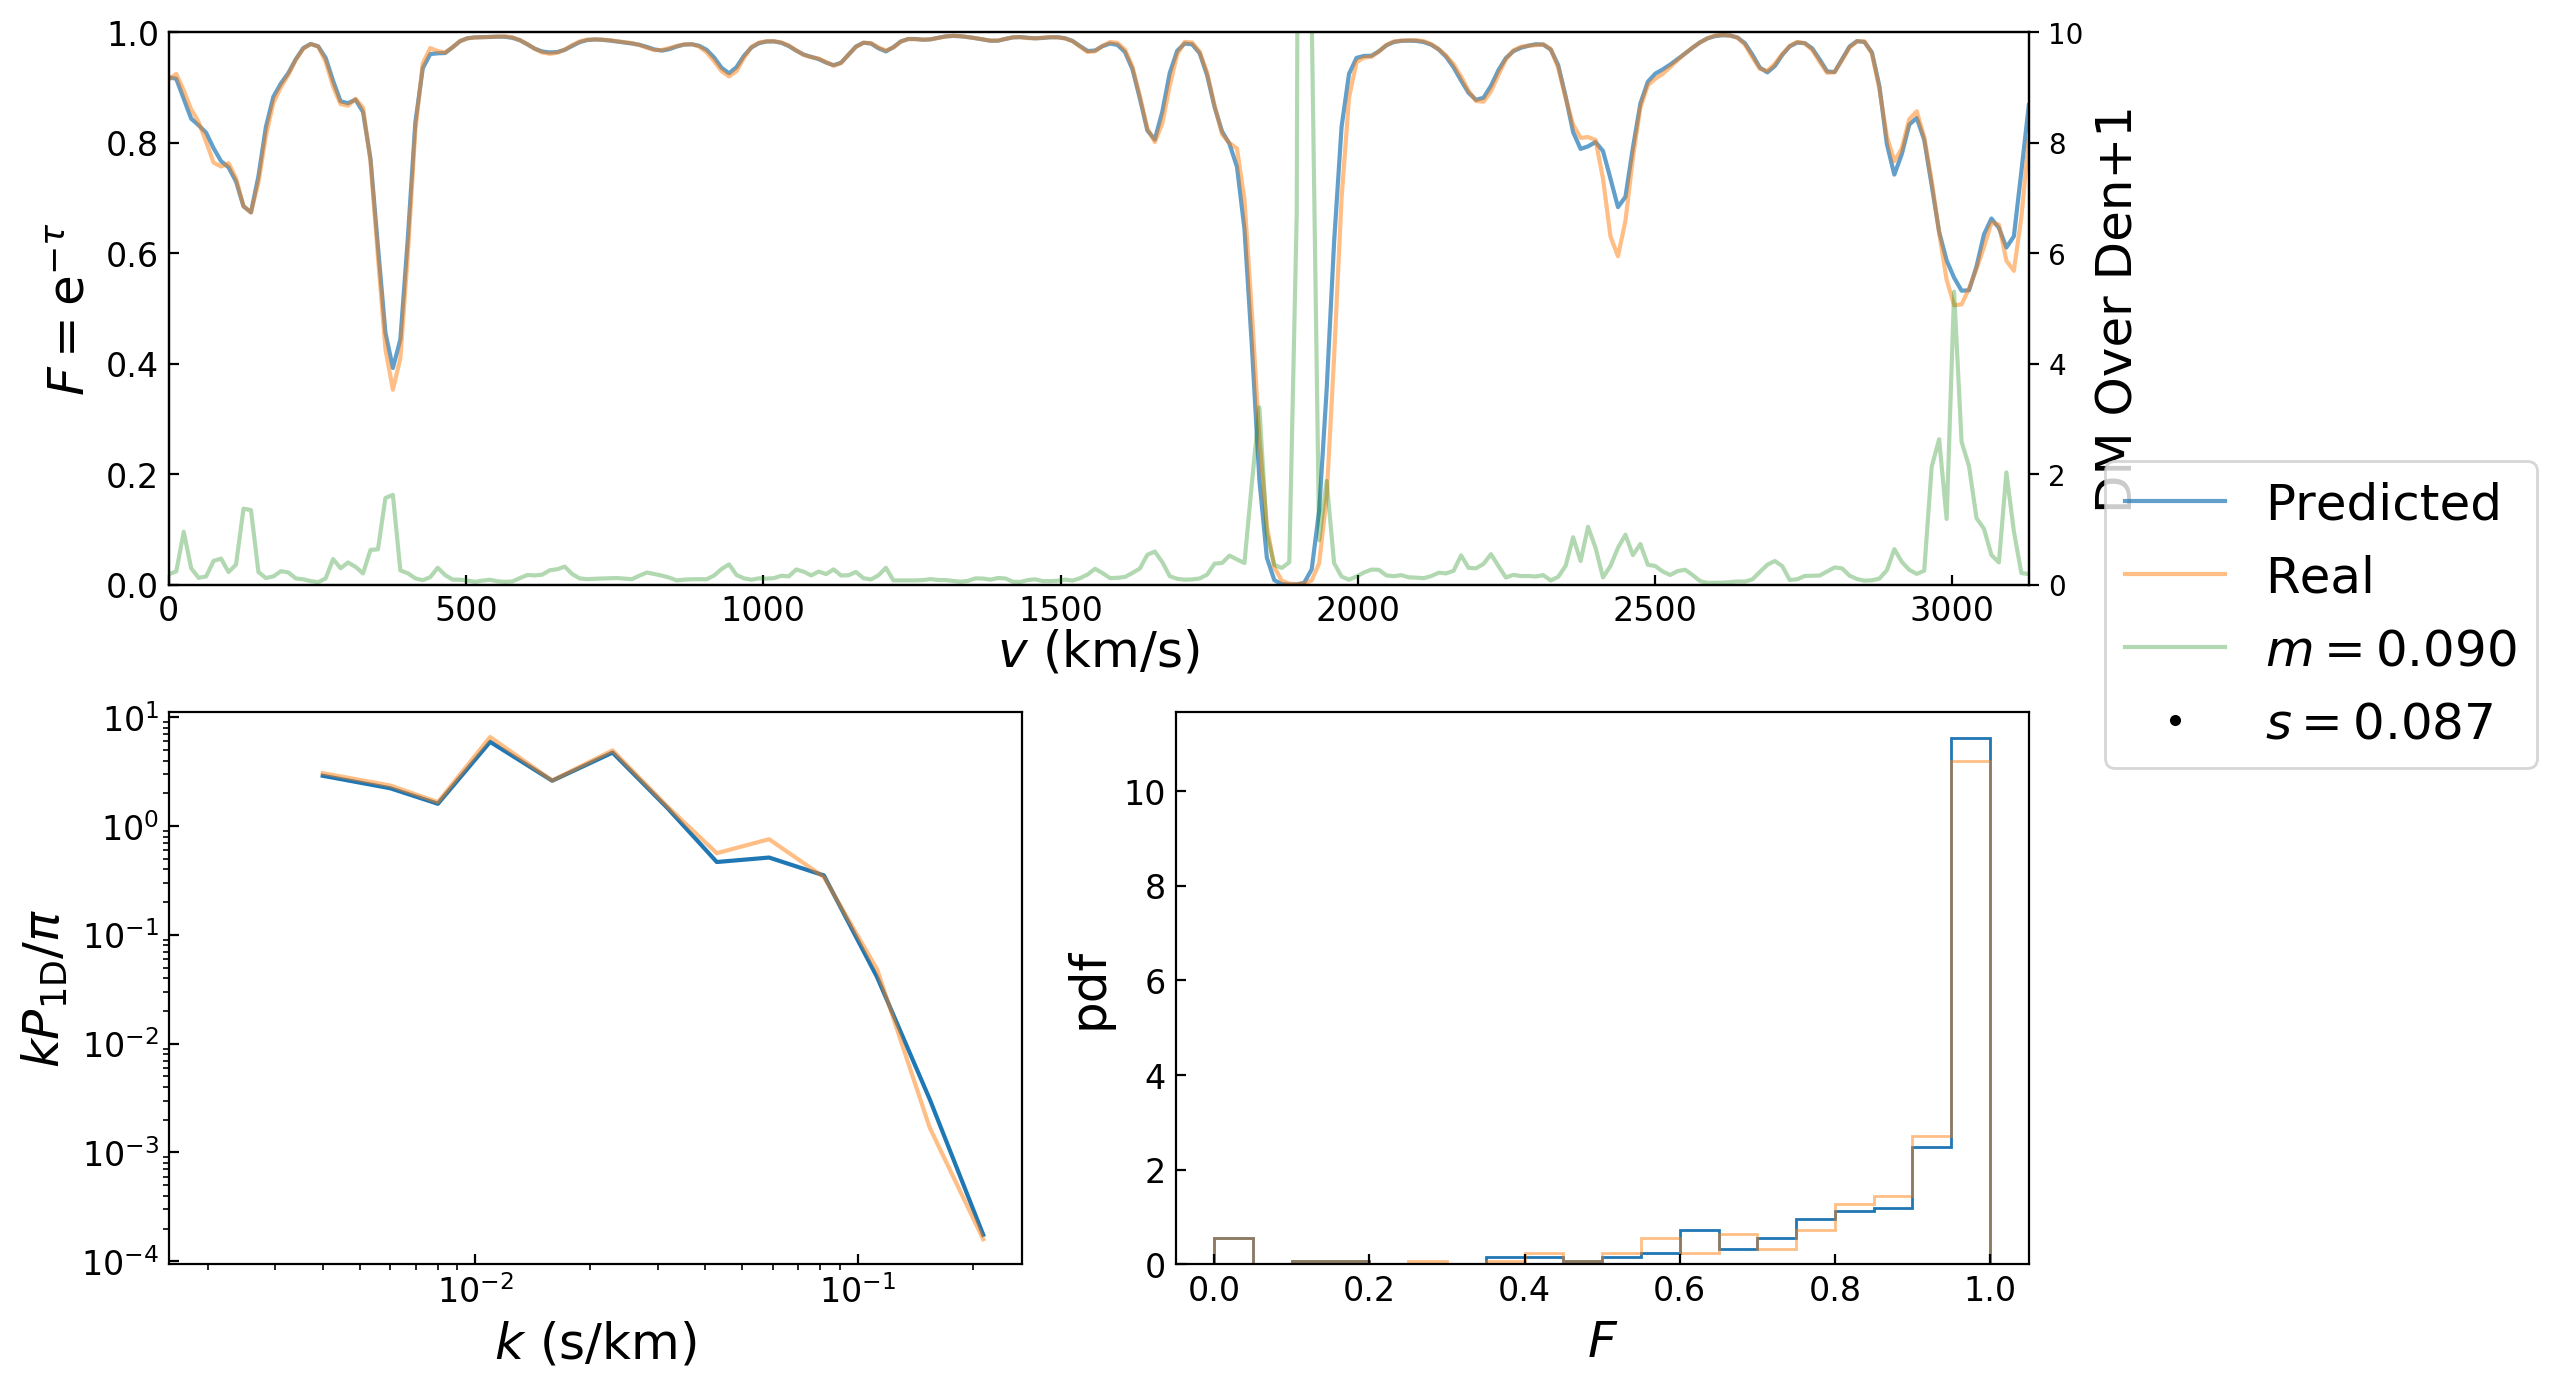 1.0
0.8
0.6
0.4
0.2
0.0
F = e^{−τ}
10
8
6
4
2
0
DM Over Den+1
0 500 1000 1500 2000 2500 3000
v (km/s)
Predicted
Real
m = 0.090
s = 0.087
10^1
10^0
10^{−1}
10^{−2}
10^{−3}
10^{−4}
kP_{1D}/π
10^{−2} 10^{−1}
k (s/km)
10
8
6
4
2
0
pdf
0.0 0.2 0.4 0.6 0.8 1.0
F